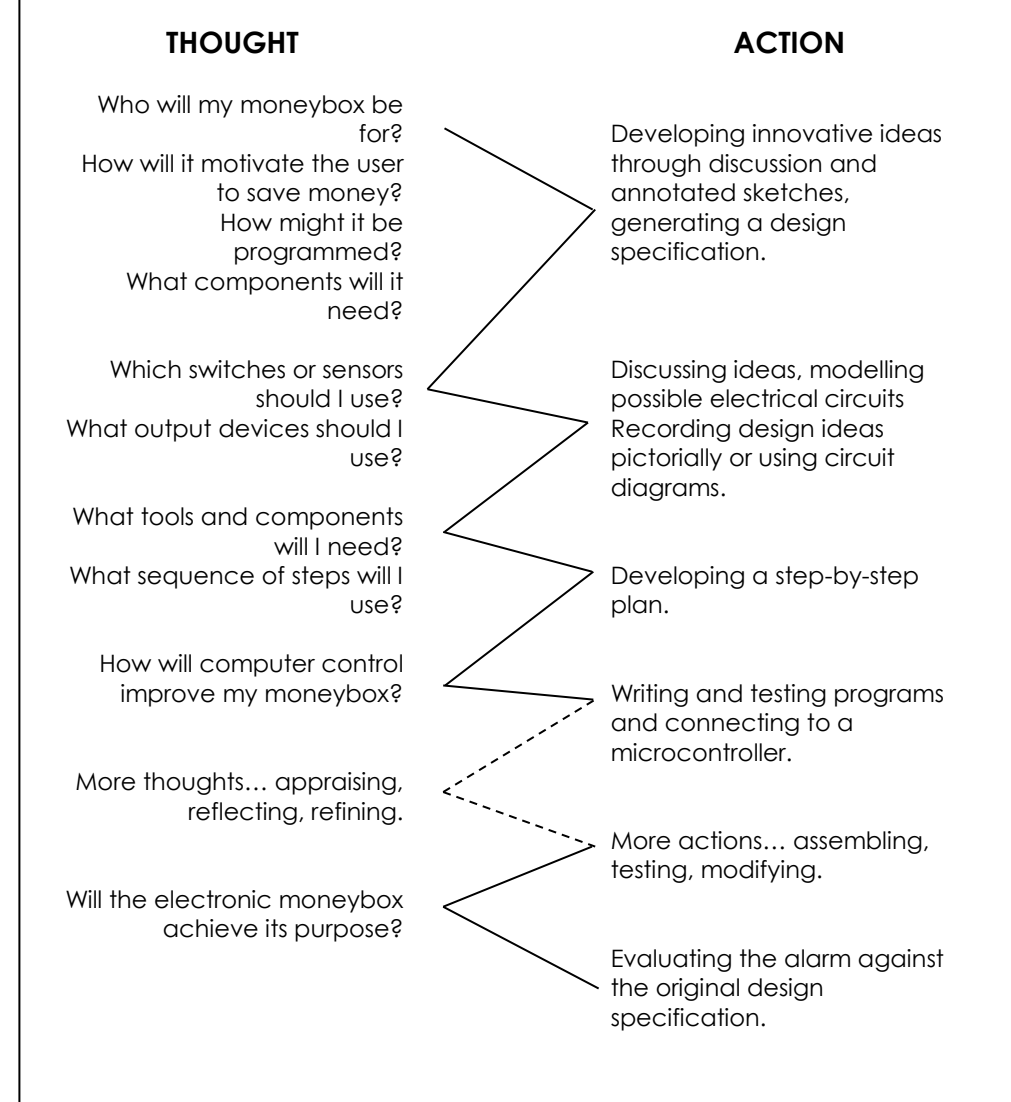 THOUGHT
Who will my moneybox be
for?
How will it motivate the user
to save money?
How might it be
programmed?
What components will it
need?
Which switches or sensors
should I use?
What output devices should I
use?
What tools and components
will I need?
What sequence of steps will I
use?
How will computer control
improve my moneybox?
More thoughts… appraising,
reflecting, refining.
Will the electronic moneybox
achieve its purpose?
ACTION
Developing innovative ideas
through discussion and
annotated sketches,
generating a design
specification.
Discussing ideas, modelling
possible electrical circuits
Recording design ideas
pictorially or using circuit
diagrams.
Developing a step-by-step
plan.
Writing and testing programs
and connecting to a
microcontroller.
More actions… assembling,
testing, modifying.
Evaluating the alarm against
the original design
specification.